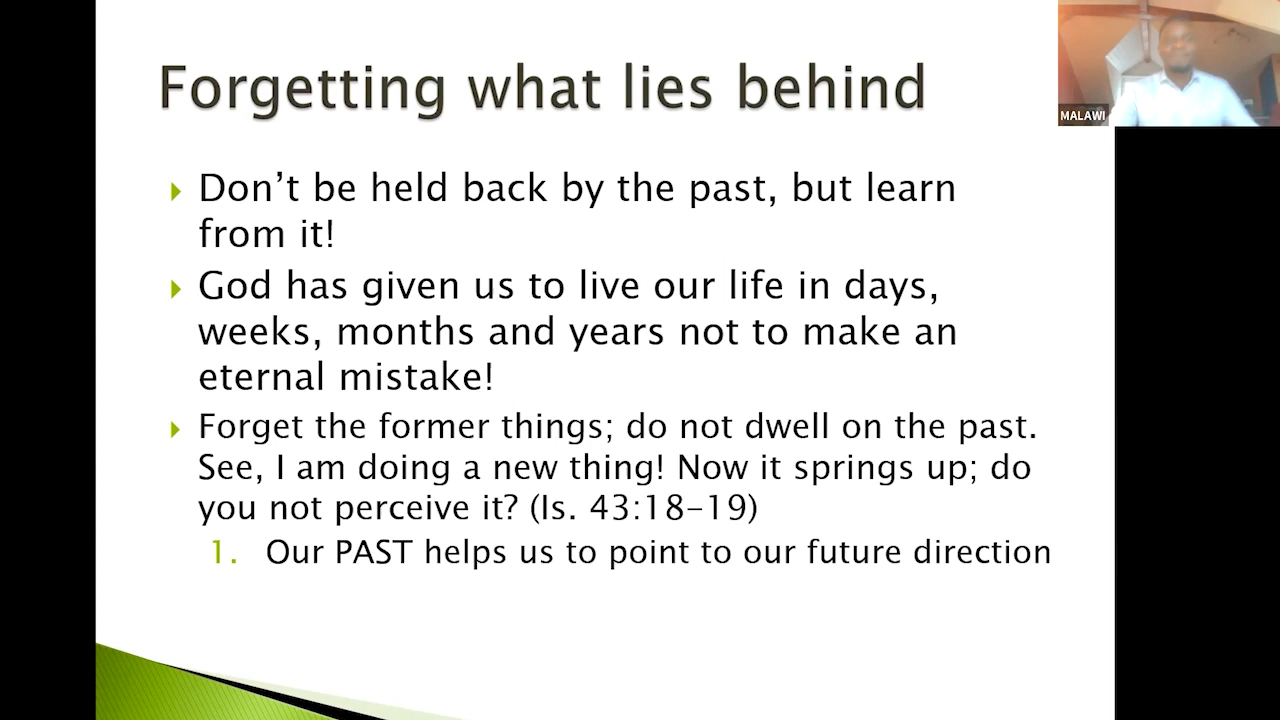 Forgetting what lies behind
MALAWI
Don’t be held back by the past, but learn
from it!
God has given us to live our life in days,
weeks, months and years not to make an
eternal mistake!
Forget the former things; do not dwell on the past.
See, I am doing a new thing! Now it springs up; do
you not perceive it? (Is. 43:18-19)
1. Our PAST helps us to point to our future direction